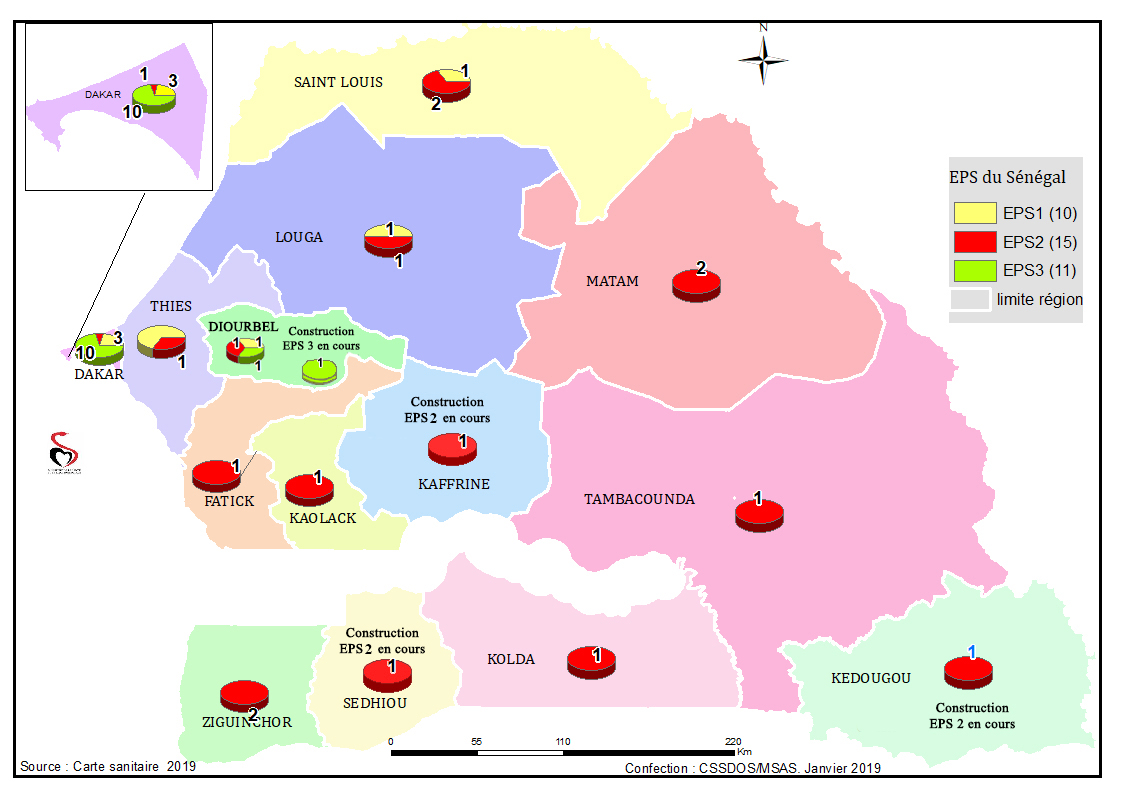 N
DAKAR
1
3
10
SAINT LOUIS
1
2
EPS du Sénégal
EPS1 (10)
EPS2 (15)
EPS3 (11)
limite région
LOUGA
1
1
MATAM
2
THIES
1
DIOURBEL
1
1
1
Construction
EPS 3 en cours
1
3
10
DAKAR
Construction
EPS 2 en cours
1
KAFFRINE
1
FATICK
1
KAOLACK
TAMBACOUNDA
1
Construction
EPS 2 en cours
1
SEDHIOU
KOLDA
1
2
ZIGUINCHOR
1
KEDOUGOU
Construction
EPS 2 en cours
0 55 110 220
Km
Source : Carte sanitaire 2019
Confection : CSSDOS/MSAS. Janvier 2019